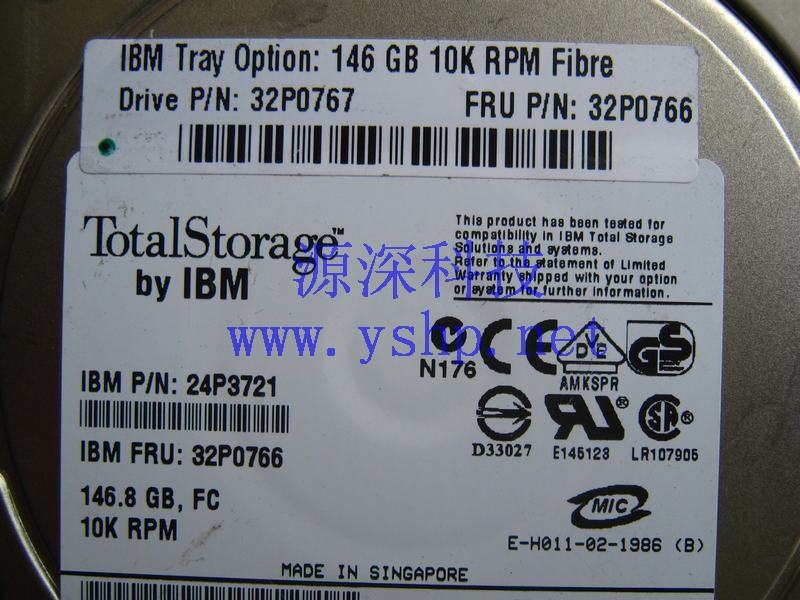 IBM Tray Option: 146 GB 10K RPM Fibre
Drive P/N: 32P0767 FRU P/N: 32P0766
TotalStorage™
by IBM
This product has been tested for
compatibility in IBM Total Storage
Solutions and systems.
Refer to the statement of Limited
Warranty shipped with your option
or system for further information.
源深科技
www.yshp.net
N176
CE
VDE
GS
AMKSPR
IBM P/N: 24P3721
D33027
E145123
LR107905
IBM FRU: 32P0766
146.8 GB, FC
10K RPM
MIC
E-H011-02-1986 (B)
MADE IN SINGAPORE